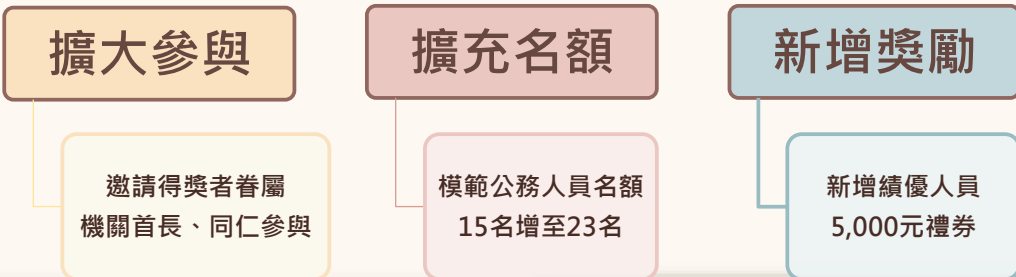 擴大參與
邀請得獎者眷屬
機關首長、同仁參與
擴充名額
模範公務人員名額
15名增至23名
新增獎勵
新增績優人員
5,000元禮券